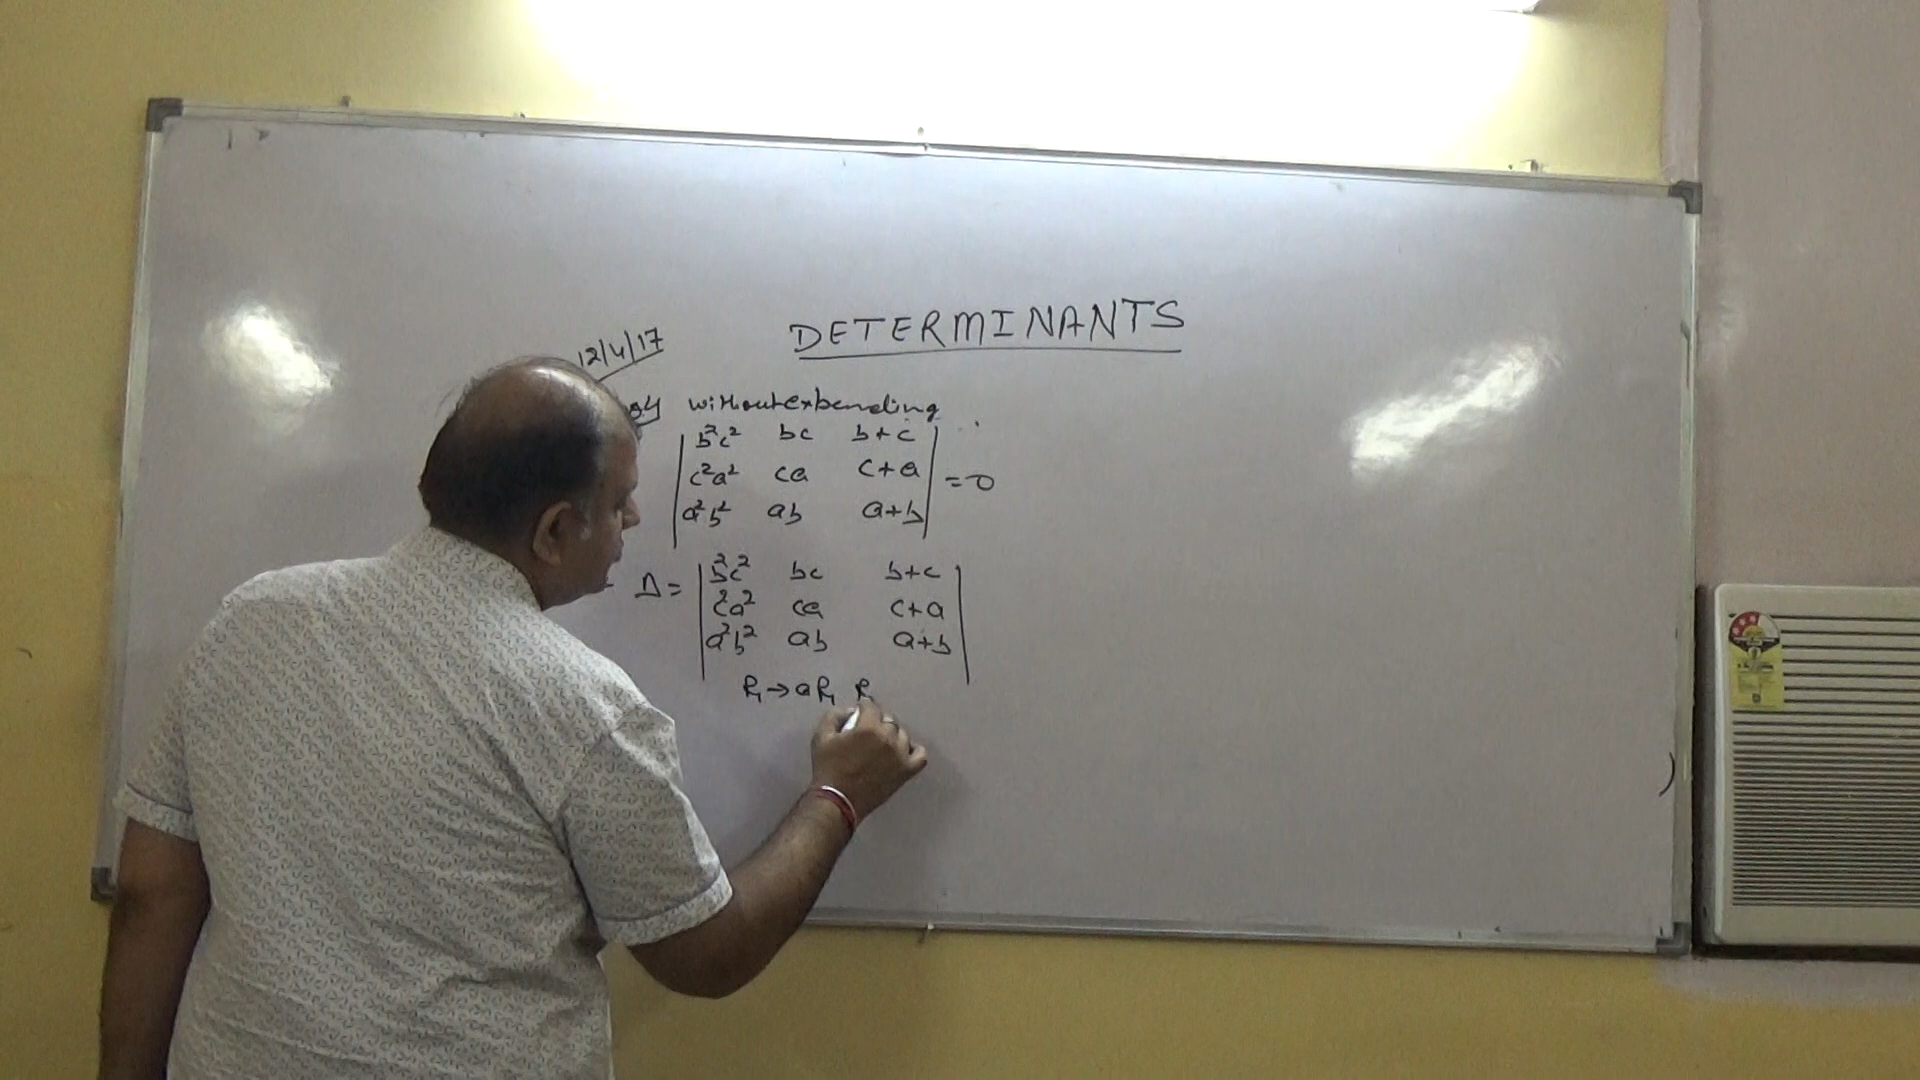 DETERMINANTS
12/4/17
without expending
b²c² bc b+c
c²a² ca c+a = 0
a²b² ab a+b
Δ = b²c² bc b+c
c²a² ca c+a
a²b² ab a+b
R₁→aR₁ R